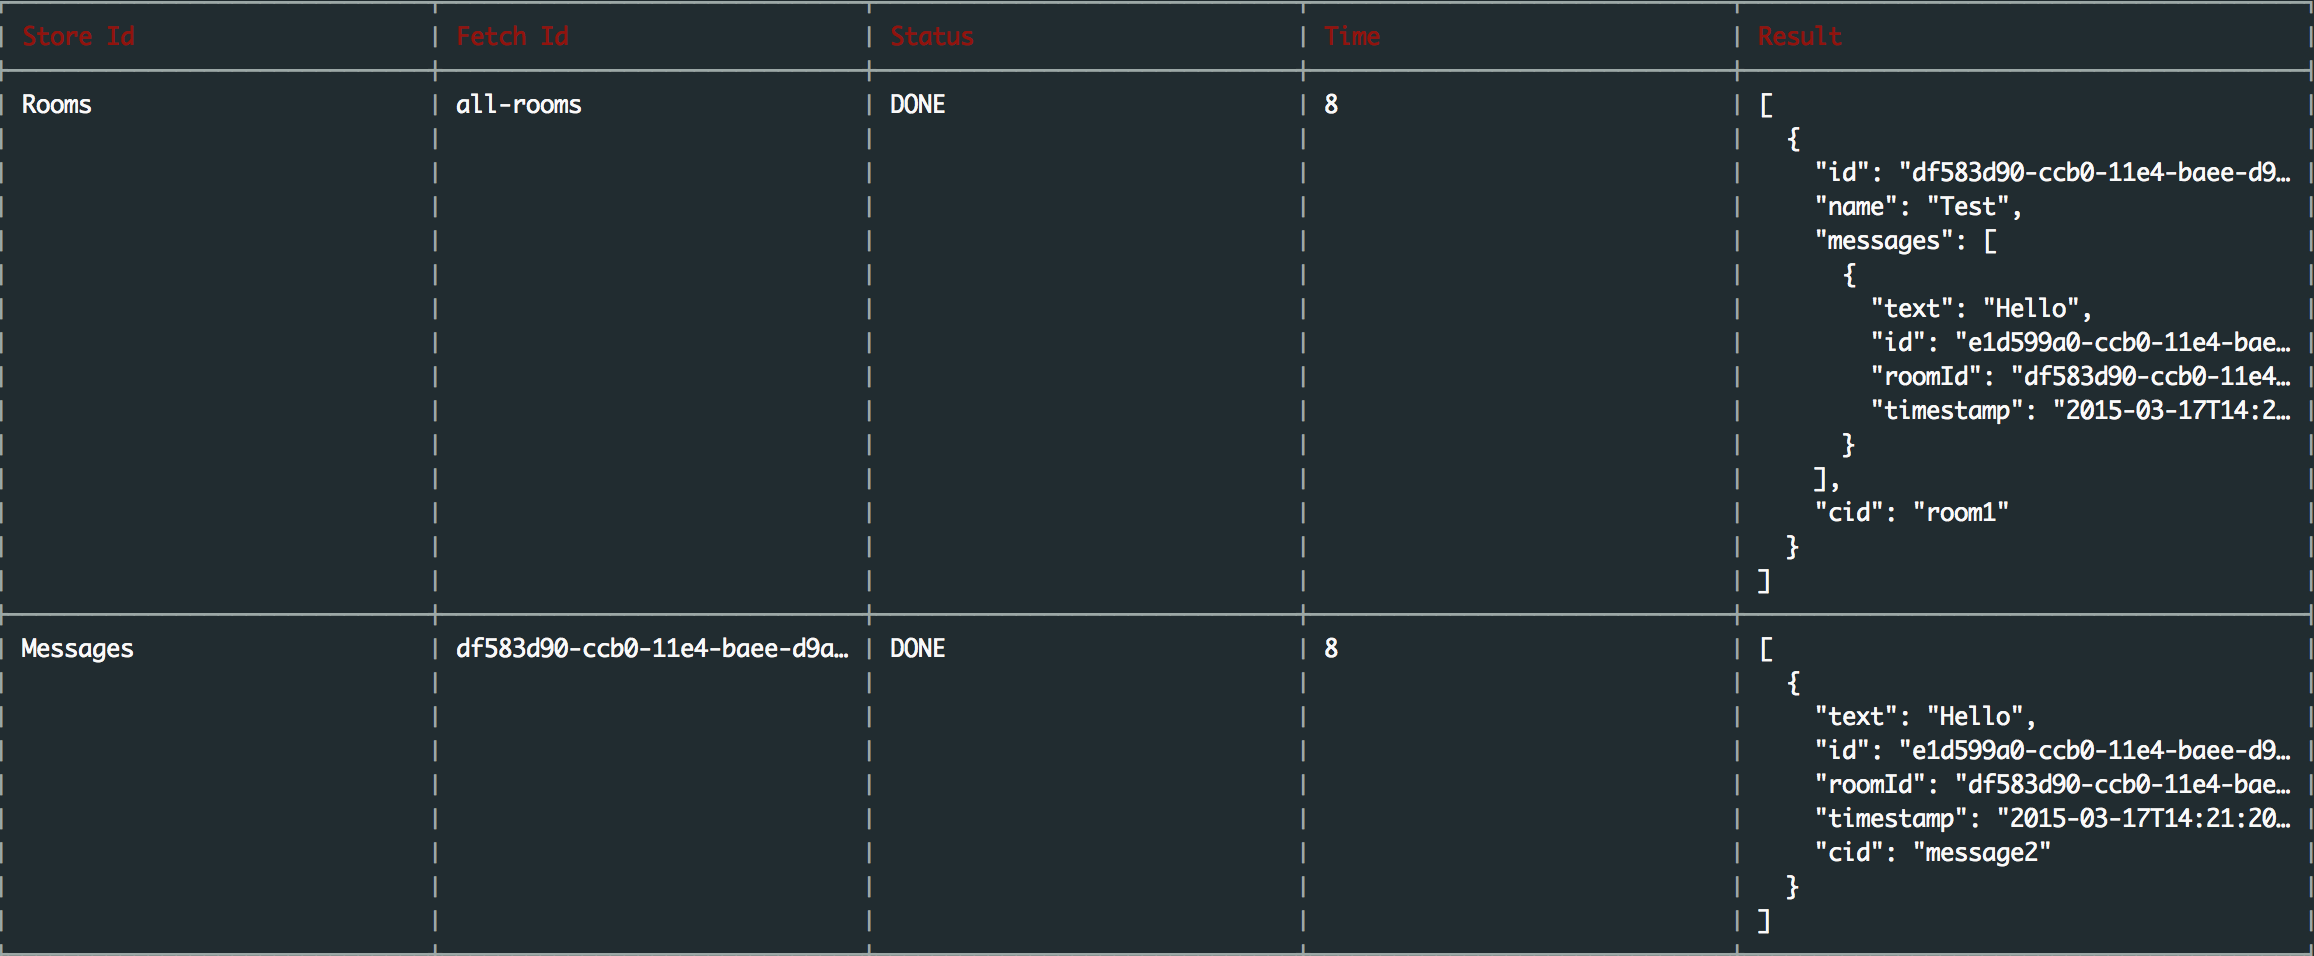 Store Id Fetch Id Status Time Result
Rooms all-rooms DONE 8 [
{
"id": "df583d90-ccb0-11e4-baee-d9…
"name": "Test",
"messages": [
{
"text": "Hello",
"id": "e1d599a0-ccb0-11e4-bae…
"roomId": "df583d90-ccb0-11e4…
"timestamp": "2015-03-17T14:2…
}
],
"cid": "room1"
}
]
Messages df583d90-ccb0-11e4-baee-d9a… DONE 8 [
{
"text": "Hello",
"id": "e1d599a0-ccb0-11e4-baee-d9…
"roomId": "df583d90-ccb0-11e4-bae…
"timestamp": "2015-03-17T14:21:20…
"cid": "message2"
}
]